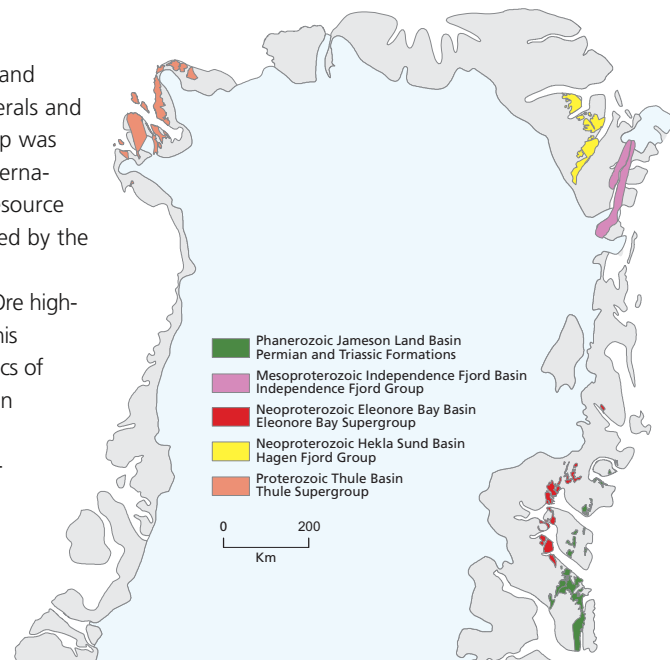 and
erals and
p was
erna-
source
ed by the
Ore high-
his
cs of
n
.
Phanerozoic Jameson Land Basin
Permian and Triassic Formations
Mesoproterozoic Independence Fjord Basin
Independence Fjord Group
Neoproterozoic Eleonore Bay Basin
Eleonore Bay Supergroup
Neoproterozoic Hekla Sund Basin
Hagen Fjord Group
Proterozoic Thule Basin
Thule Supergroup
0 200
Km